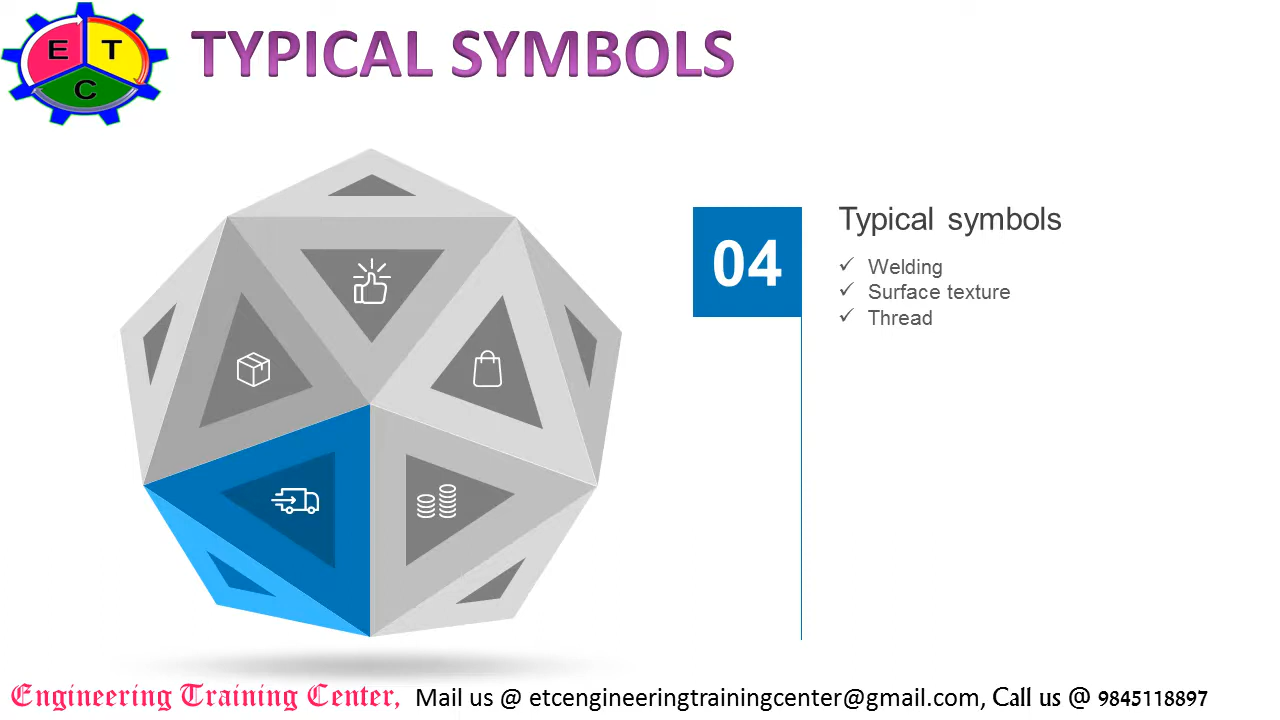 E T
C
TYPICAL SYMBOLS
04
Typical symbols
✓ Welding
✓ Surface texture
✓ Thread
Engineering Training Center, Mail us @ etcengineeringtrainingcenter@gmail.com, Call us @ 9845118897